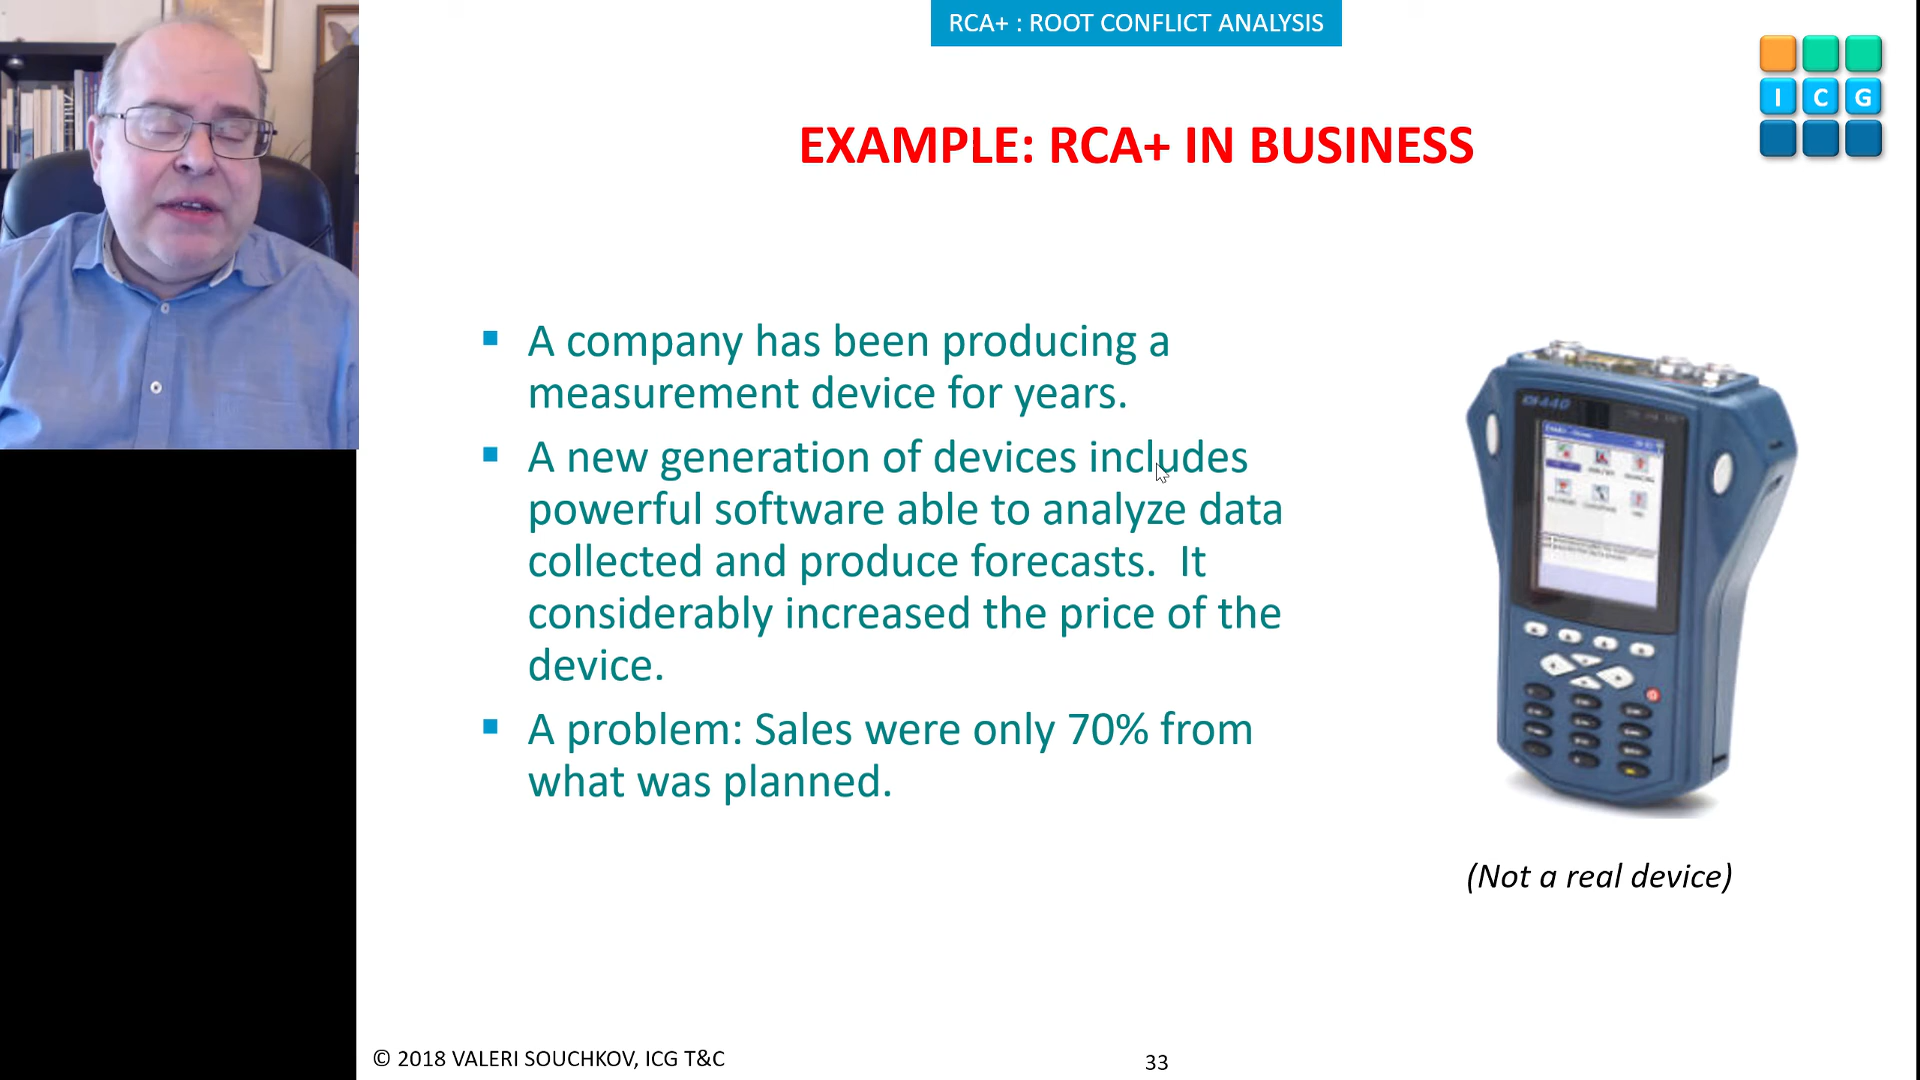 RCA+ : ROOT CONFLICT ANALYSIS
I C G
EXAMPLE: RCA+ IN BUSINESS
A company has been producing a
measurement device for years.
A new generation of devices includes
powerful software able to analyze data
collected and produce forecasts. It
considerably increased the price of the
device.
A problem: Sales were only 70% from
what was planned.
(Not a real device)
© 2018 VALERI SOUCHKOV, ICG T&C
33